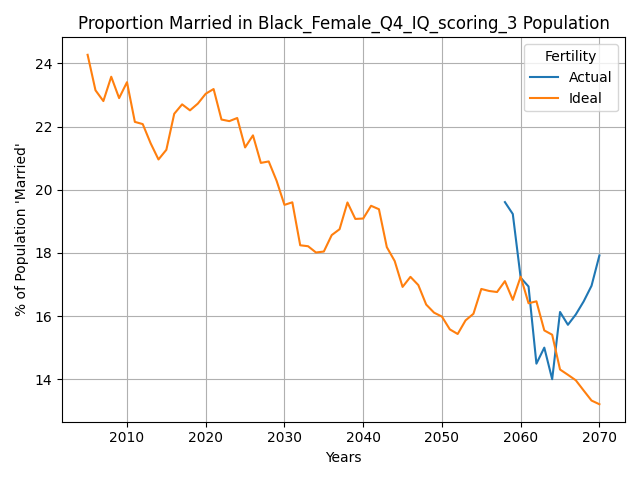 Proportion Married in Black_Female_Q4_IQ_scoring_3 Population
Fertility
Actual
Ideal
% of Population 'Married'
24
22
20
18
16
14
2010
2020
2030
2040
2050
2060
2070
Years